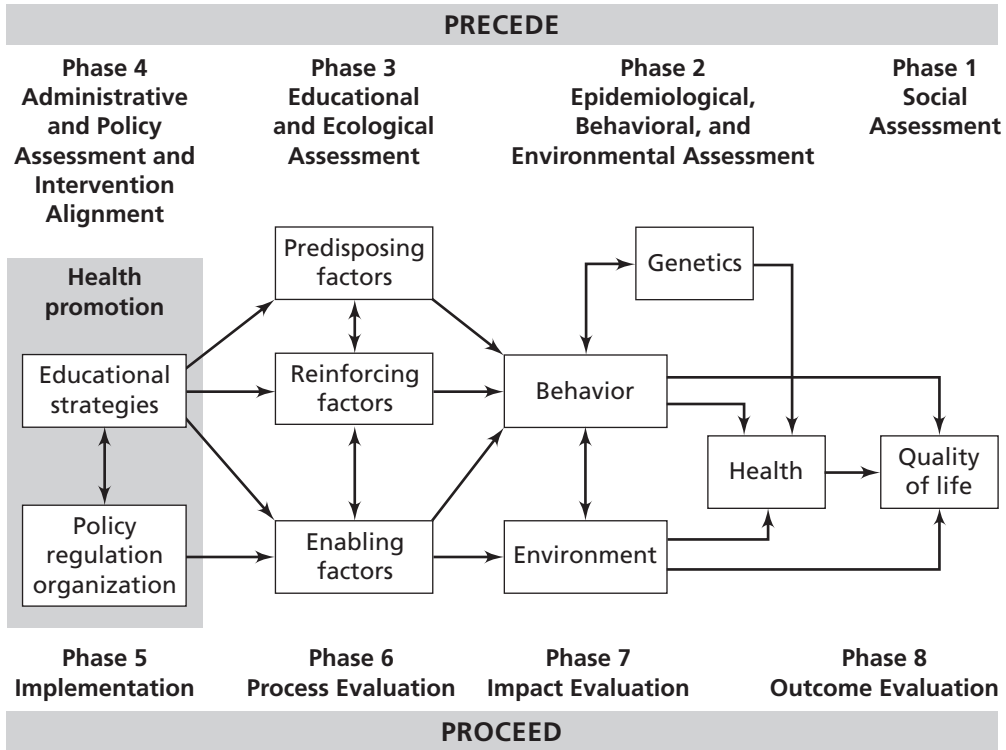 PRECEDE
Phase 4
Administrative
and Policy
Assessment and
Intervention
Alignment
Phase 3
Educational
and Ecological
Assessment
Phase 2
Epidemiological,
Behavioral, and
Environmental Assessment
Phase 1
Social
Assessment
Health
promotion
Educational
strategies
Policy
regulation
organization
Predisposing
factors
Reinforcing
factors
Enabling
factors
Genetics
Behavior
Environment
Health
Quality
of life
Phase 5
Implementation
Phase 6
Process Evaluation
Phase 7
Impact Evaluation
Phase 8
Outcome Evaluation
PROCEED